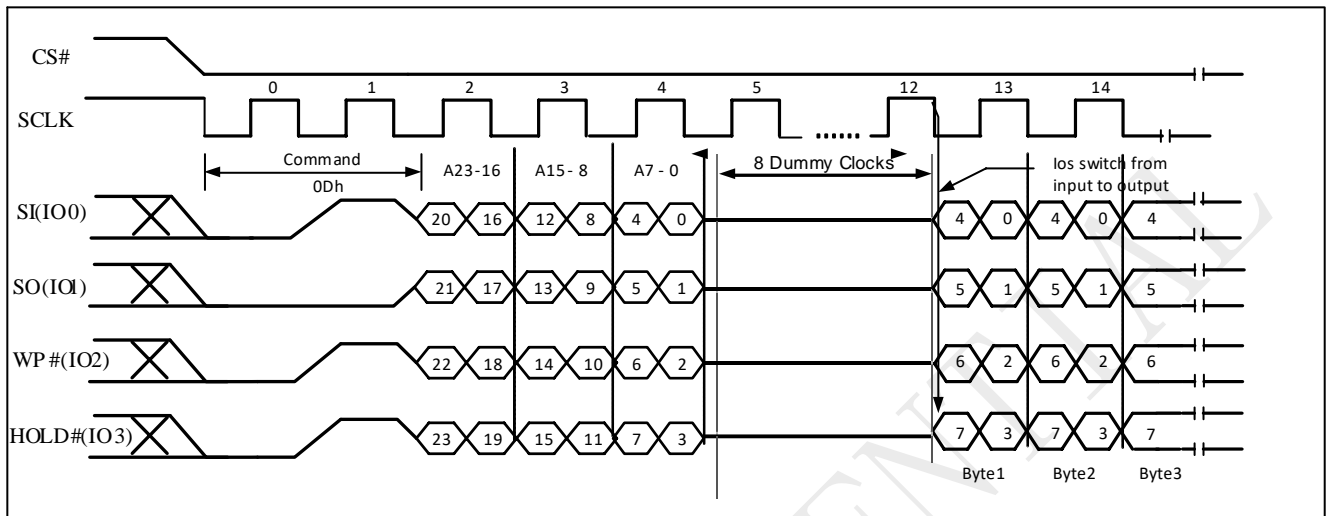 CS#
0 1 2 3 4 5 12 13 14
SCLK
......
Command
0Dh
A23-16 A15-8 A7-0
8 Dummy Clocks
Ios switch from
input to output
SI(IO0)
20 16 12 8 4 0 4 0 4 0 4
SO(IO1)
21 17 13 9 5 1 5 1 5 1 5
WP#(IO2)
22 18 14 10 6 2 6 2 6 2 6
HOLD#(IO3)
23 19 15 11 7 3 7 3 7 3 7
Byte1 Byte2 Byte3